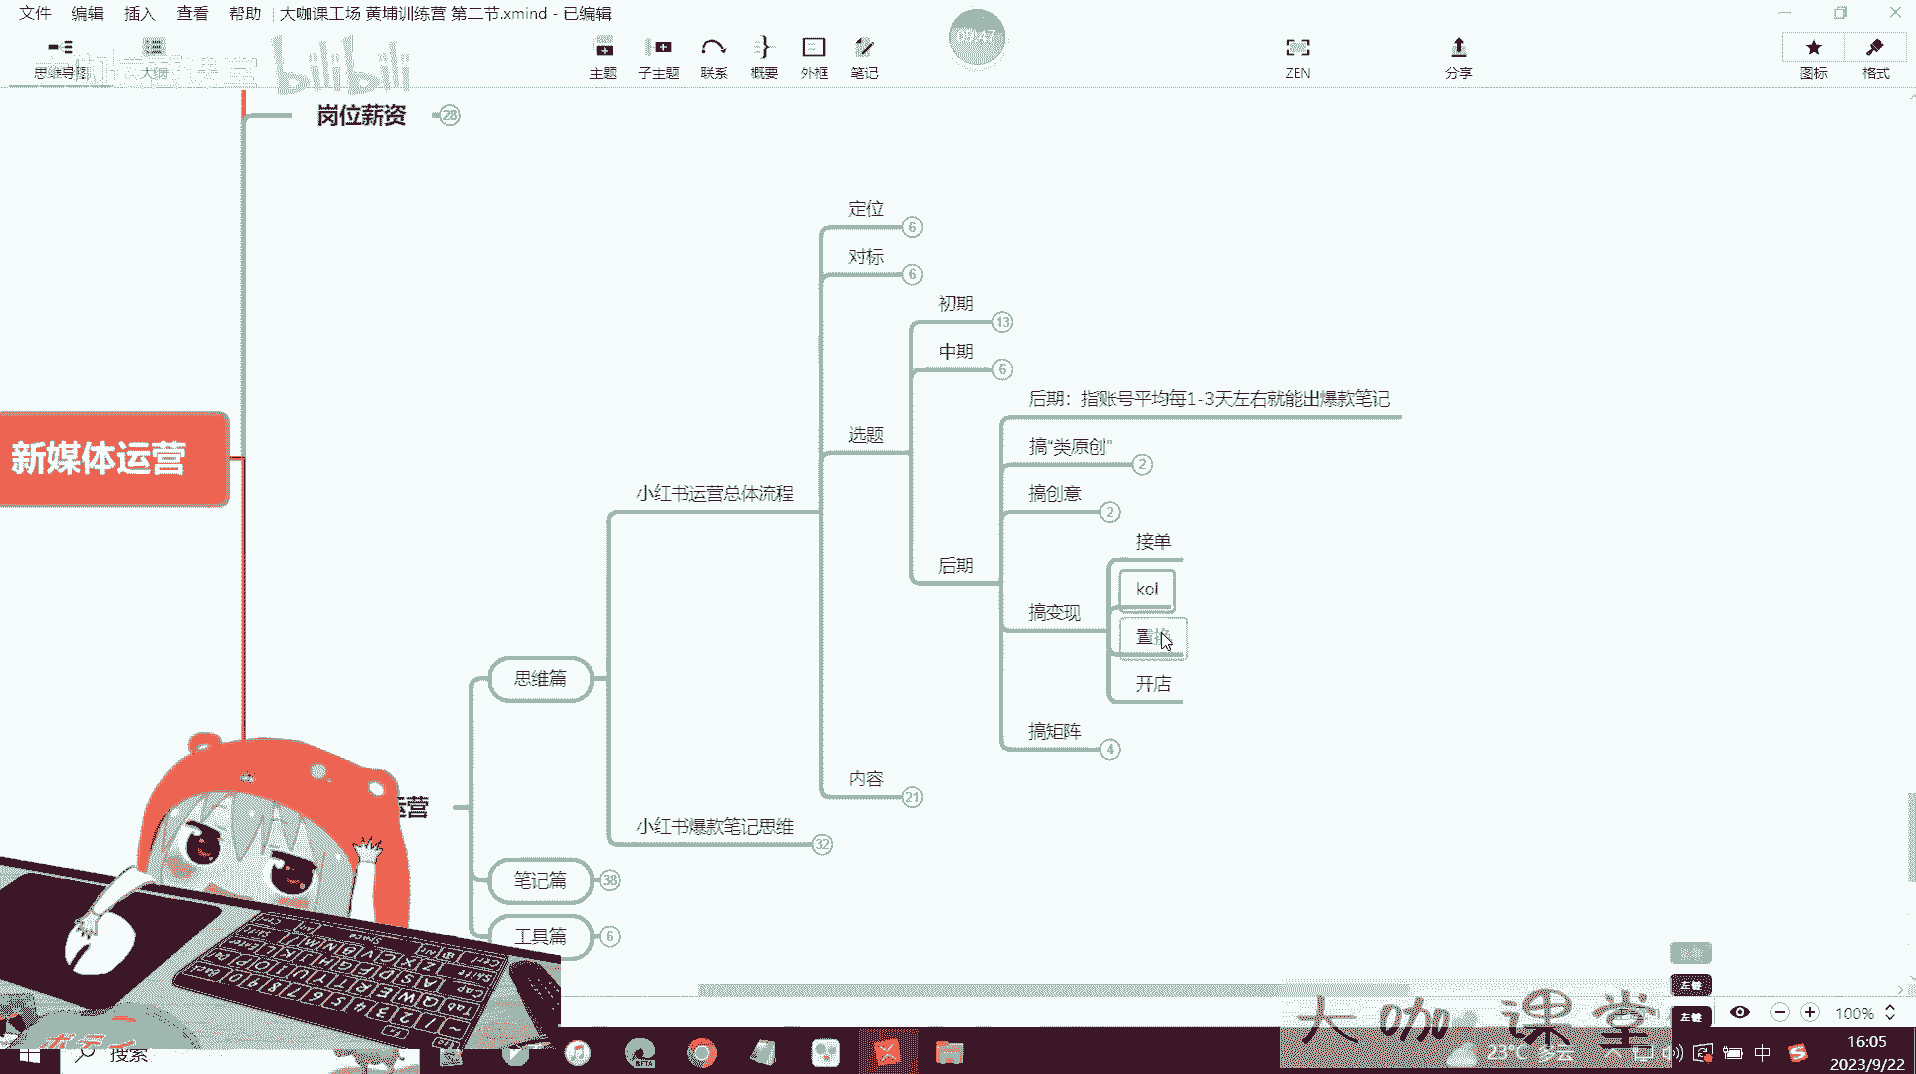 文件 编辑 插入 查看 帮助 大咖课工场 黄埔训练营 第二节.xmind - 已编辑
bilibili
09:47
思维导图 大纲 主题 子主题 联系 概要 外框 笔记 ZEN 分享 图标 格式
岗位薪资 28
定位 6
对标 6
初期 13
中期 6
后期：指账号平均每1-3天左右就能出爆款笔记
选题
搞"类原创" 2
新媒体运营
小红书运营总体流程
搞创意 2
接单
后期
kol
搞变现
置换
思维篇
开店
搞矩阵 4
内容 21
运营
小红书爆款笔记思维 32
笔记篇 38
工具篇 6
左键
左键
100%
大咖课堂
搜索
23°C 多云
中
16:05
2023/9/22